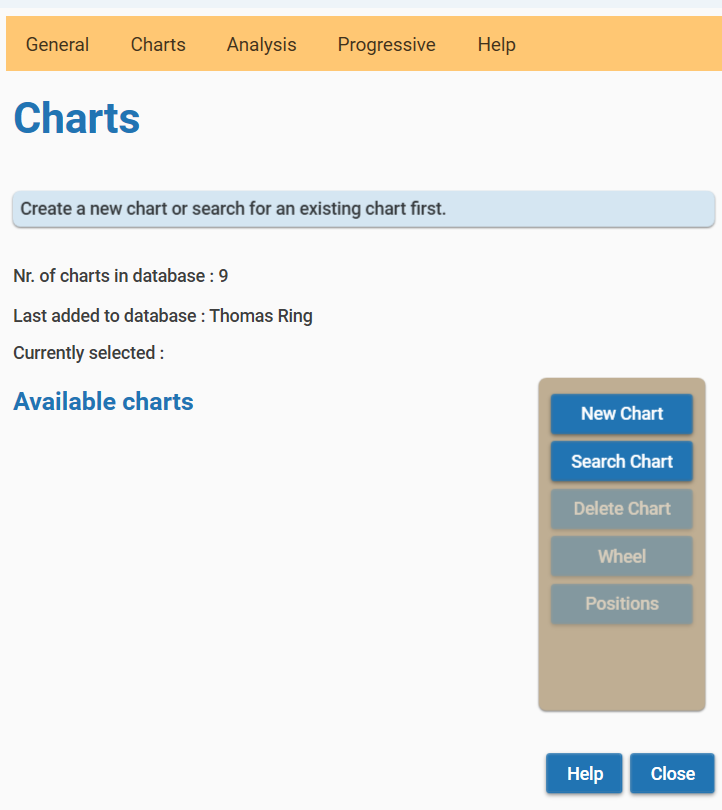 General Charts Analysis Progressive Help
Charts
Create a new chart or search for an existing chart first.
Nr. of charts in database : 9
Last added to database : Thomas Ring
Currently selected :
Available charts
New Chart
Search Chart
Delete Chart
Wheel
Positions
Help Close